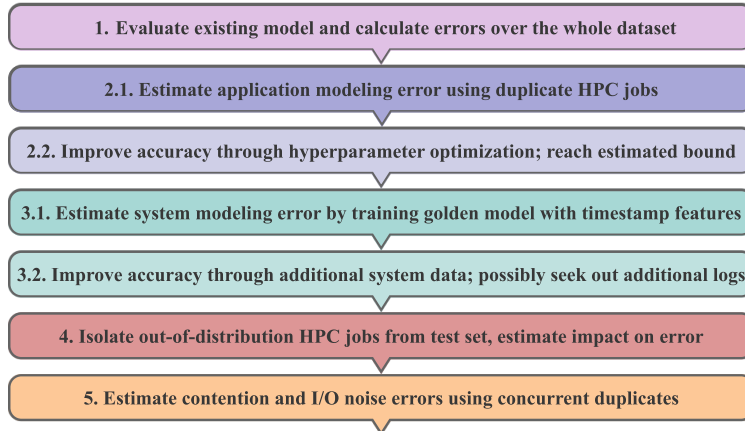 1. Evaluate existing model and calculate errors over the whole dataset
2.1. Estimate application modeling error using duplicate HPC jobs
2.2. Improve accuracy through hyperparameter optimization; reach estimated bound
3.1. Estimate system modeling error by training golden model with timestamp features
3.2. Improve accuracy through additional system data; possibly seek out additional logs
4. Isolate out-of-distribution HPC jobs from test set, estimate impact on error
5. Estimate contention and I/O noise errors using concurrent duplicates